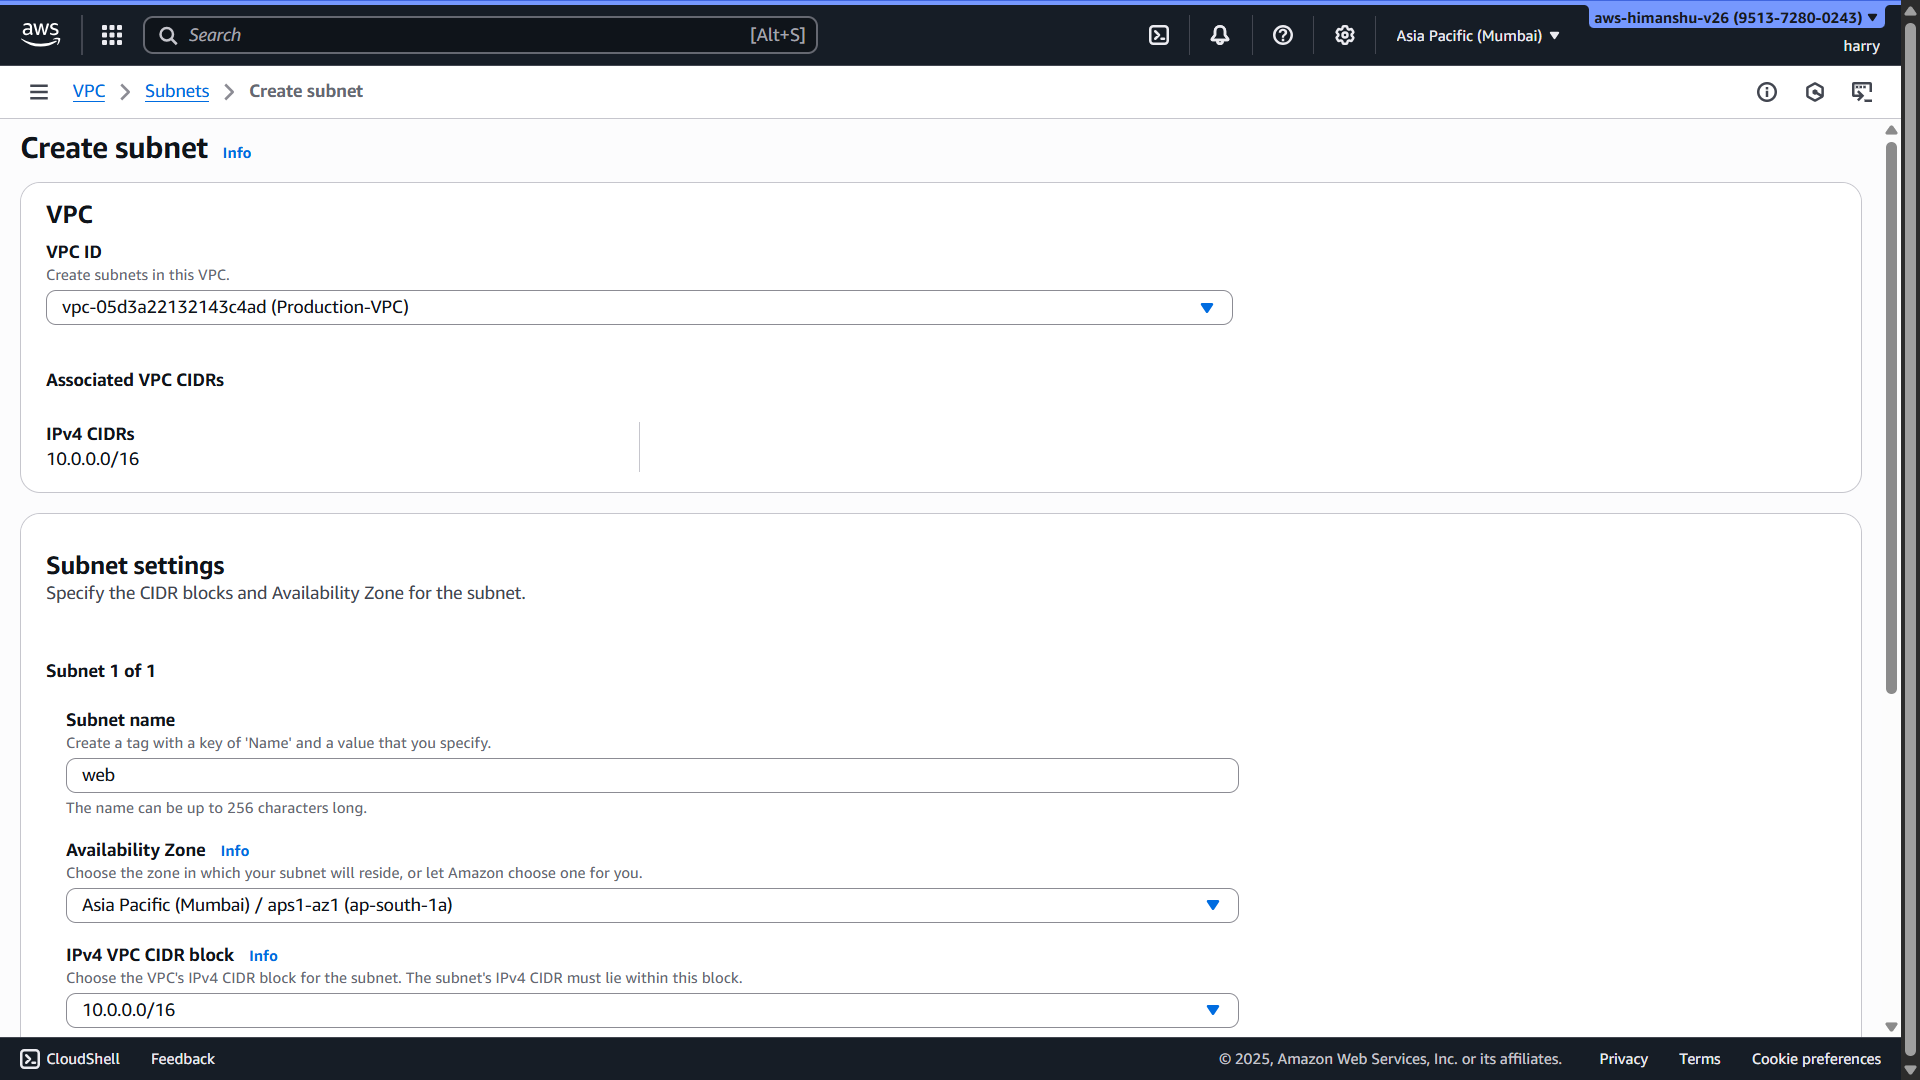 aws
Search [Alt+S]
Asia Pacific (Mumbai)
aws-himanshu-v26 (9513-7280-0243)
harry
VPC > Subnets > Create subnet
Create subnet Info
VPC
VPC ID
Create subnets in this VPC.
vpc-05d3a22132143c4ad (Production-VPC)
Associated VPC CIDRs
IPv4 CIDRs
10.0.0.0/16
Subnet settings
Specify the CIDR blocks and Availability Zone for the subnet.
Subnet 1 of 1
Subnet name
Create a tag with a key of 'Name' and a value that you specify.
web
The name can be up to 256 characters long.
Availability Zone Info
Choose the zone in which your subnet will reside, or let Amazon choose one for you.
Asia Pacific (Mumbai) / aps1-az1 (ap-south-1a)
IPv4 VPC CIDR block Info
Choose the VPC's IPv4 CIDR block for the subnet. The subnet's IPv4 CIDR must lie within this block.
10.0.0.0/16
CloudShell Feedback © 2025, Amazon Web Services, Inc. or its affiliates. Privacy Terms Cookie preferences